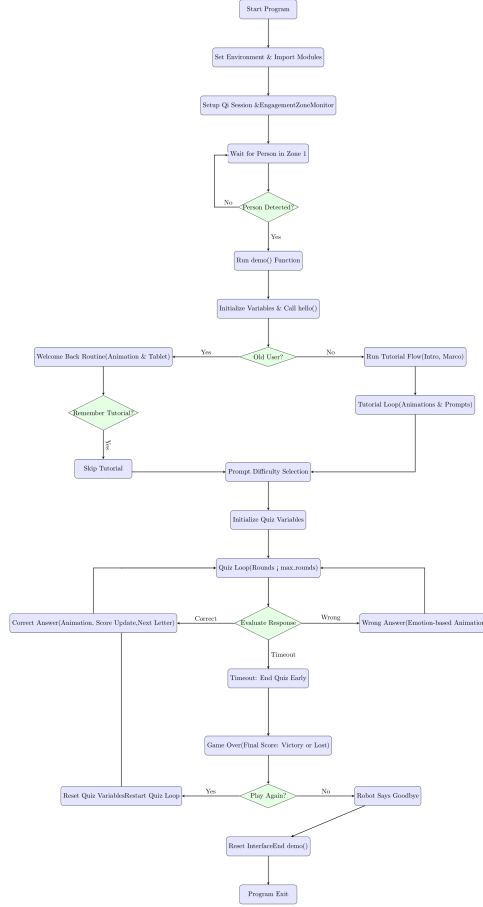 Start Program
Set Environment & Import Modules
Setup Qi Session &EngagementZoneMonitor
Wait for Person in Zone 1
No
Person Detected?
Yes
Run demo() Function
Initialize Variables & Call hello()
Welcome Back Routine(Animation & Tablet)
Yes
Old User?
No
Run Tutorial Flow(Intro, Marco)
Remember Tutorial?
Tutorial Loop(Animations & Prompts)
Yes
Skip Tutorial
Prompt Difficulty Selection
Initialize Quiz Variables
Quiz Loop(Rounds ¡ max_rounds)
Correct Answer(Animation, Score Update,Next Letter)
Correct
Evaluate Response
Wrong
Wrong Answer(Emotion-based Animation
Timeout
Timeout: End Quiz Early
Game Over(Final Score: Victory or Lost)
Reset Quiz VariablesRestart Quiz Loop
Yes
Play Again?
No
Robot Says Goodbye
Reset InterfaceEnd demo()
Program Exit